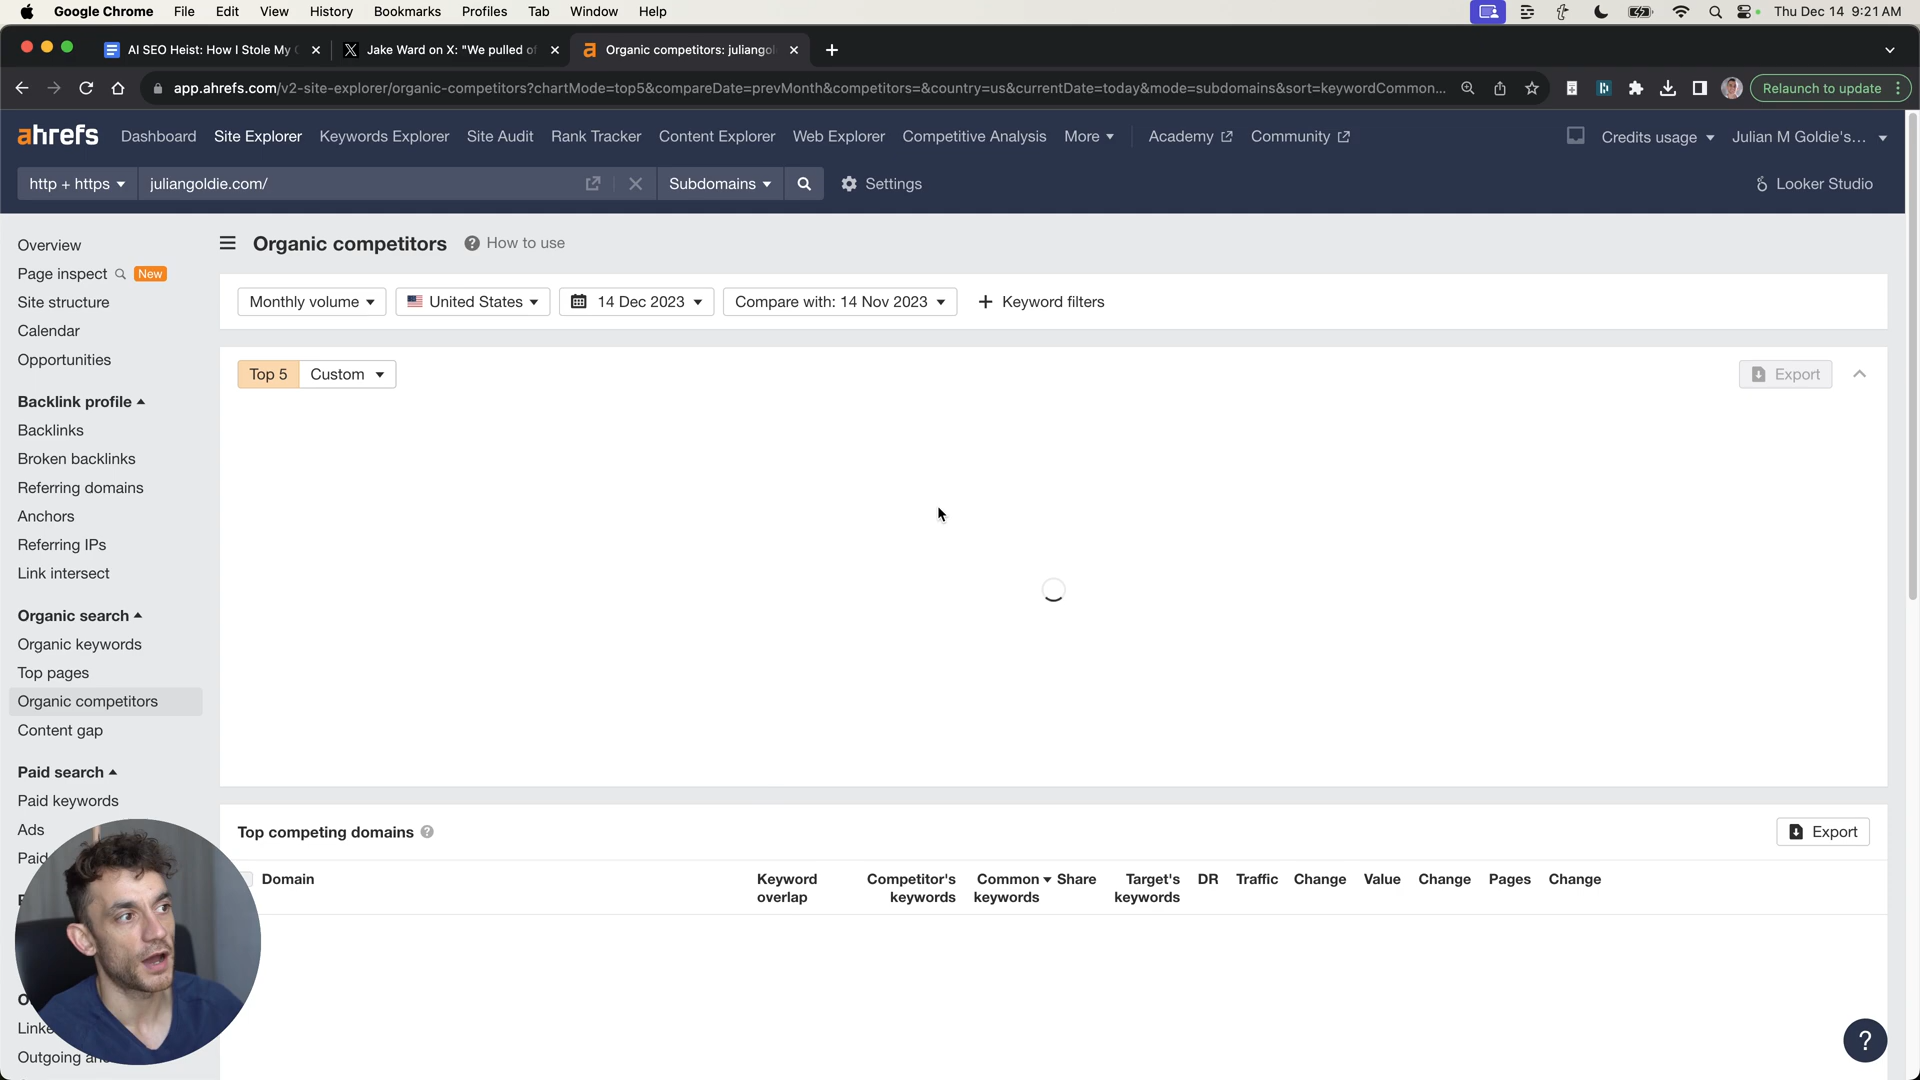 Google Chrome File Edit View History Bookmarks Profiles Tab Window Help Thu Dec 14 9:21 AM
AI SEO Heist: How I Stole My
Jake Ward on X: "We pulled of
Organic competitors: juliangol
app.ahrefs.com/v2-site-explorer/organic-competitors?chartMode=top5&compareDate=prevMonth&competitors=&country=us&currentDate=today&mode=subdomains&sort=keywordCommon...
Relaunch to update
ahrefs Dashboard Site Explorer Keywords Explorer Site Audit Rank Tracker Content Explorer Web Explorer Competitive Analysis More Academy Community Credits usage Julian M Goldie's...
http + https juliangoldie.com/ Subdomains Settings Looker Studio
Overview
Page inspect New
Site structure
Calendar
Opportunities
Backlink profile
Backlinks
Broken backlinks
Referring domains
Anchors
Referring IPs
Link intersect
Organic search
Organic keywords
Top pages
Organic competitors
Content gap
Paid search
Paid keywords
Ads
Paid
Linke
Outgoing
Organic competitors ? How to use
Monthly volume United States 14 Dec 2023 Compare with: 14 Nov 2023 + Keyword filters
Top 5 Custom Export
Top competing domains ? Export
Domain
Keyword overlap
Competitor's keywords
Common keywords
Share
Target's keywords
DR
Traffic
Change
Value
Change
Pages
Change
?